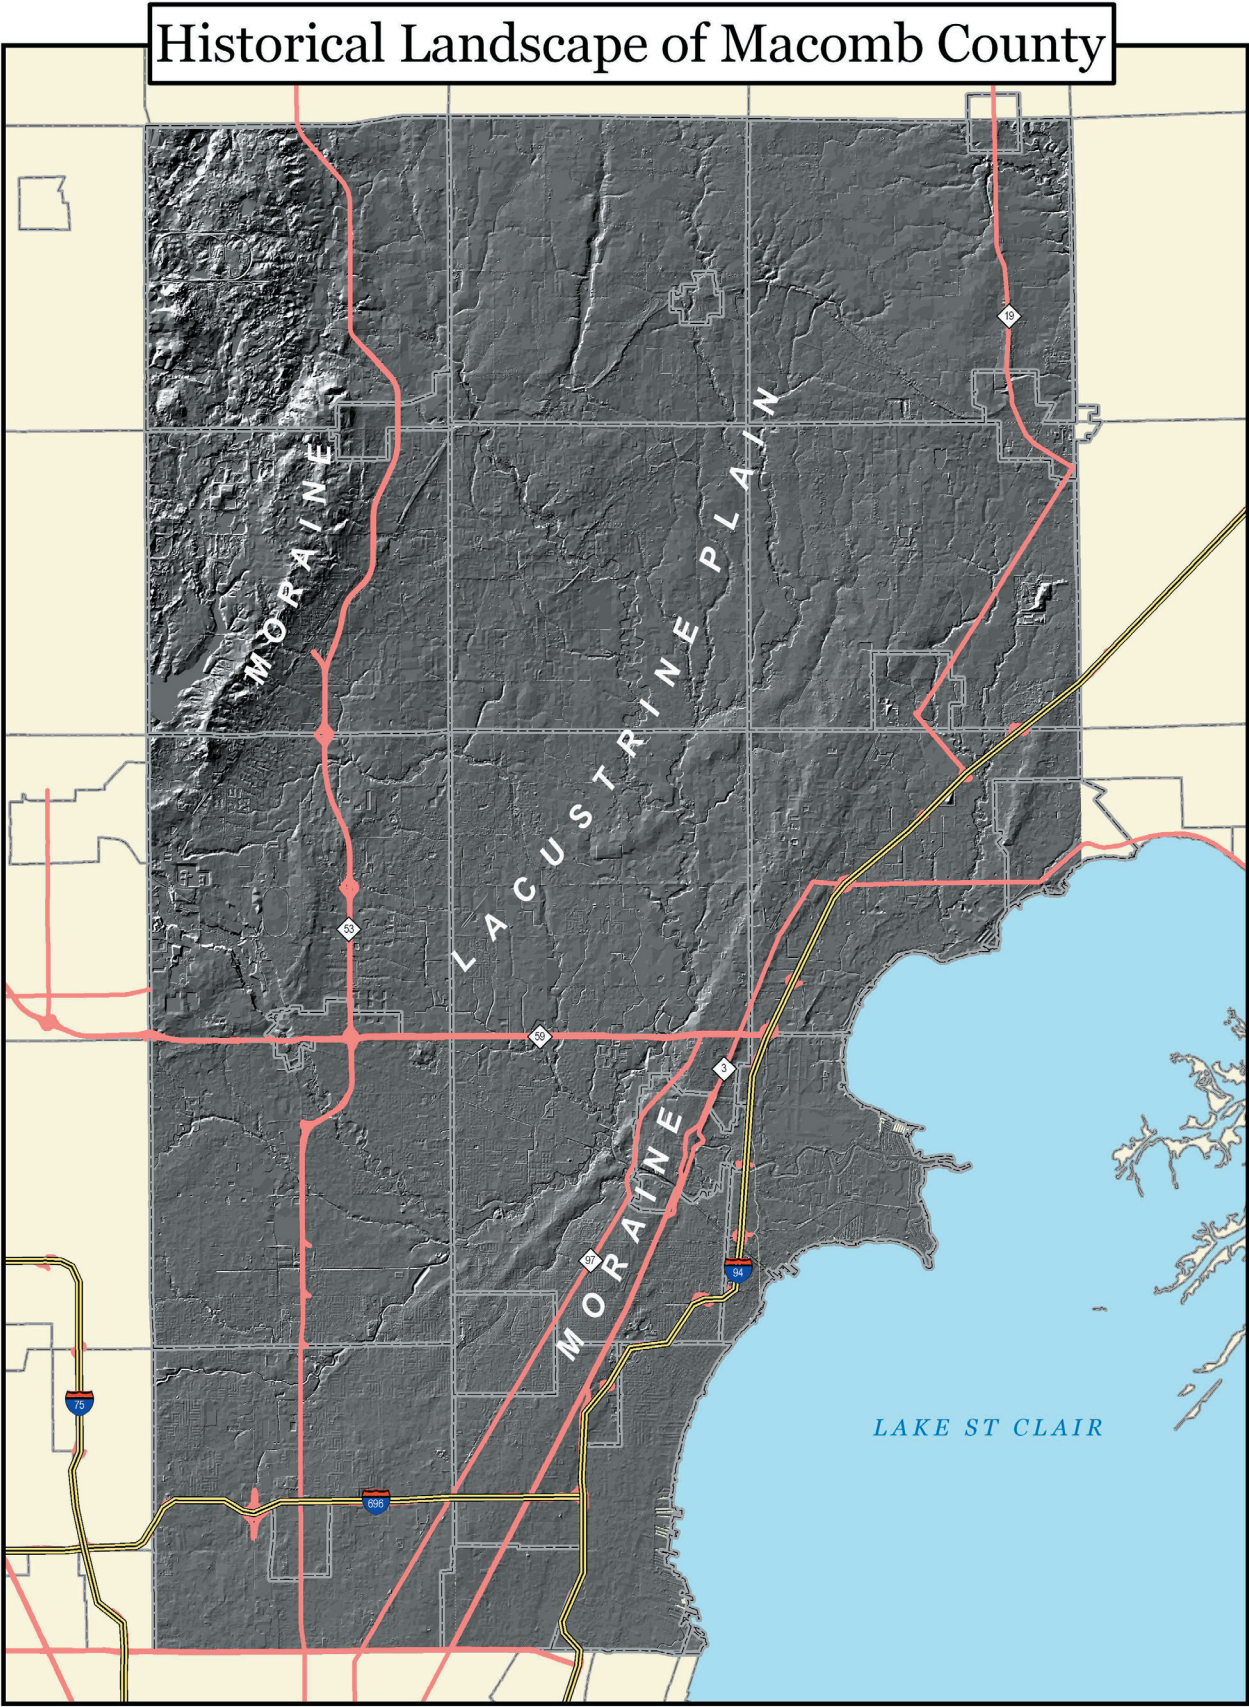 Historical Landscape of Macomb County
19
MORAINE
LACUSTRINE PLAIN
53
59
3
MORAINE
97
94
75
LAKE ST CLAIR
696